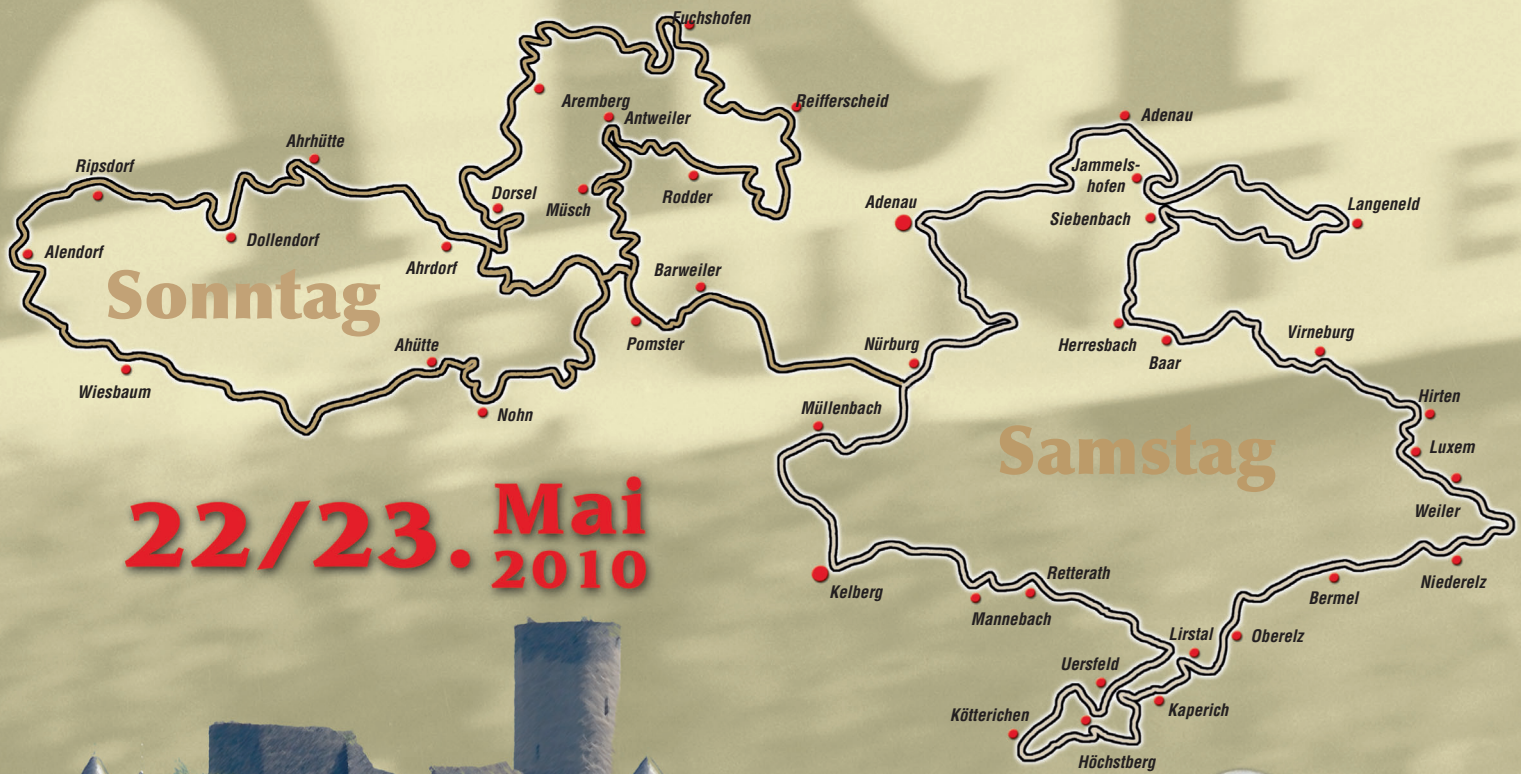 Fuchshofen
Aremberg
Antweiler
Reifferscheid
Ahrhütte
Ripsdorf
Dorsel
Müsch
Rodder
Dollendorf
Alendorf
Ahrdorf
Sonntag
Barweiler
Pomster
Ahütte
Wiesbaum
Nohn
Adenau
Jammels-
hofen
Siebenbach
Langeneld
Adenau
Nürburg
Herresbach
Baar
Virneburg
Hirten
Luxem
Weiler
Müllenbach
Samstag
22/23. Mai
2010
Kelberg
Retterath
Mannebach
Niederelz
Bermel
Oberelz
Lirstal
Uersfeld
Kaperich
Kötterichen
Höchstberg